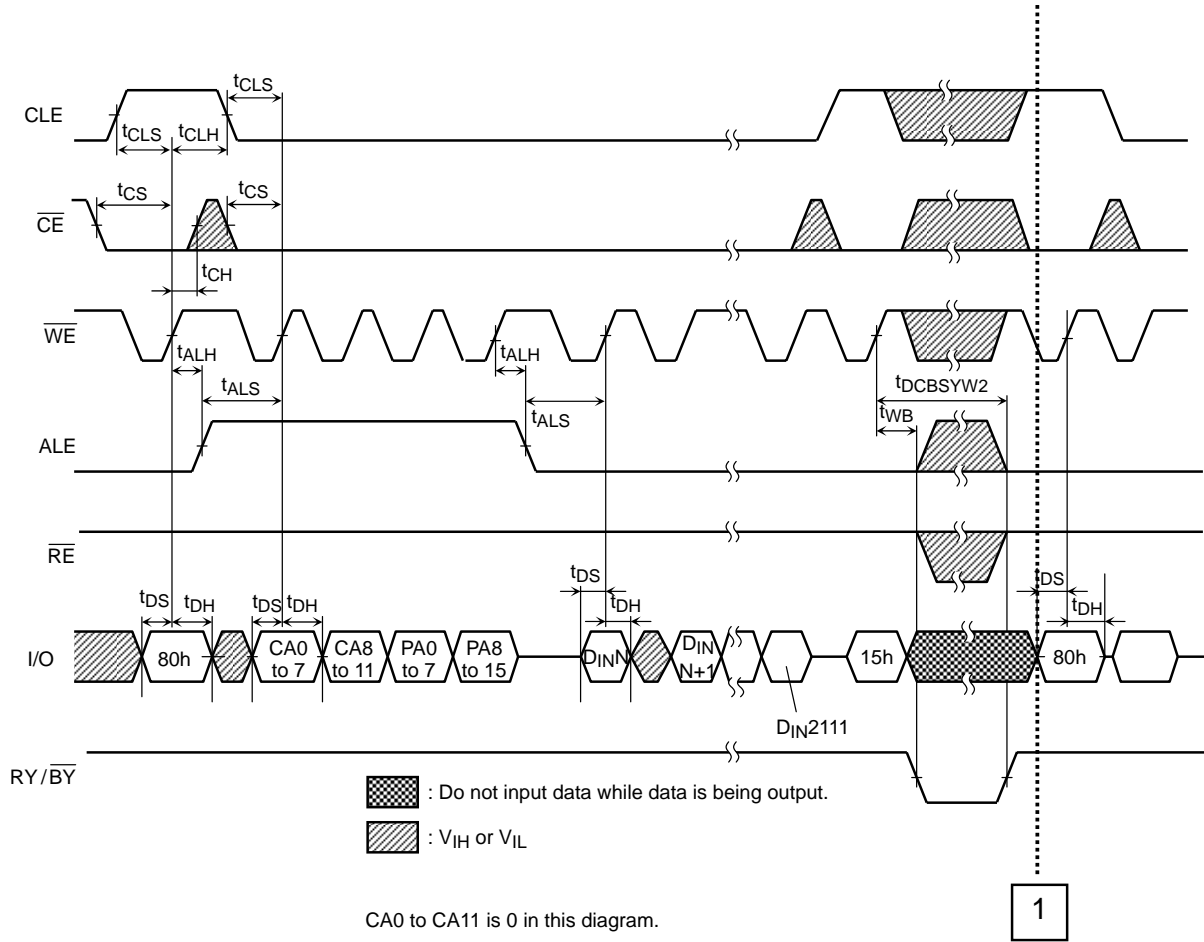 CLE
tCLS
tCLS
tCLH
CE
tCS
tCS
tCH
WE
tALH
tALS
tALH
tALS
tDCBSYW2
tWB
ALE
RE
I/O
tDS
tDH
tDS
tDH
tDS
tDH
tDS
tDH
80h
CA0 to 7
CA8 to 11
PA0 to 7
PA8 to 15
DINN
DIN N+1
DIN2111
15h
80h
RY/BY
: Do not input data while data is being output.
: VIH or VIL
CA0 to CA11 is 0 in this diagram.
1